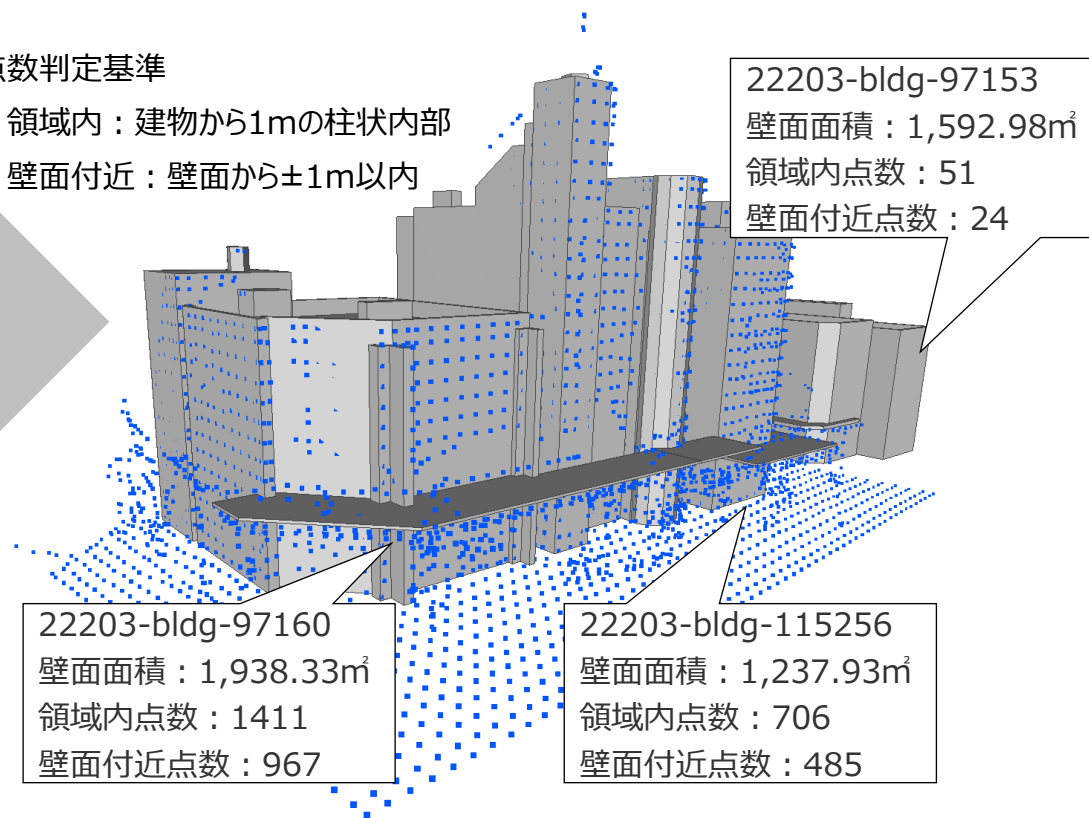 点数判定基準
領域内：建物から1mの柱状内部
壁面付近：壁面から±1m以内
22203-bldg-97153
壁面面積：1,592.98㎡
領域内点数：51
壁面付近点数：24
22203-bldg-97160
壁面面積：1,938.33㎡
領域内点数：1411
壁面付近点数：967
22203-bldg-115256
壁面面積：1,237.93㎡
領域内点数：706
壁面付近点数：485